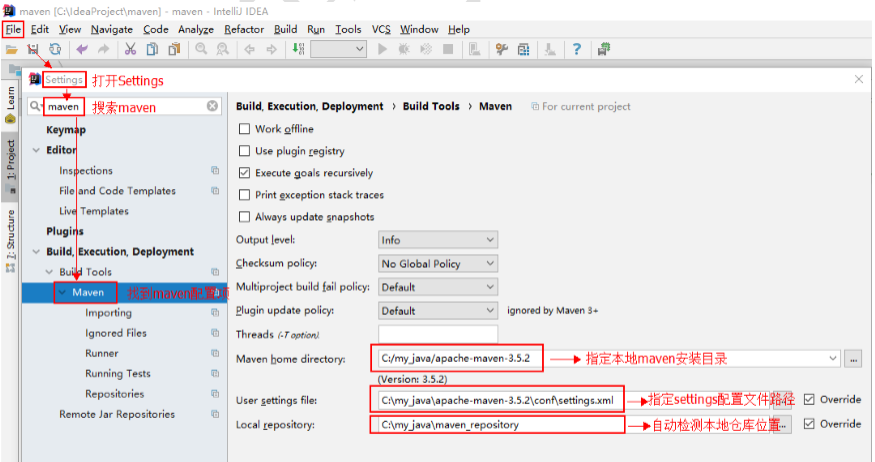 maven [C:\IdeaProject\maven] - maven - IntelliJ IDEA
File Edit View Navigate Code Analyze Refactor Build Run Tools VCS Window Help
Settings 打开Settings
maven 搜索maven
Keymap
Editor
Inspections
File and Code Templates
Live Templates
Plugins
Build, Execution, Deployment
Build Tools
Maven 找到maven配置
Importing
Ignored Files
Runner
Running Tests
Repositories
Remote Jar Repositories
Learn
1: Project
7: Structure
Build, Execution, Deployment › Build Tools › Maven For current project
Work offline
Use plugin registry
Execute goals recursively
Print exception stack traces
Always update snapshots
Output level: Info
Checksum policy: No Global Policy
Multiproject build fail policy: Default
Plugin update policy: Default ignored by Maven 3+
Threads (-T option)
Maven home directory: C:/my_java/apache-maven-3.5.2 指定本地maven安装目录 ...
(Version: 3.5.2)
User settings file: C:\my_java\apache-maven-3.5.2\conf\settings.xml 指定settings配置文件路径 Override
Local repository: C:\my_java\maven_repository 自动检测本地仓库位置 ... Override